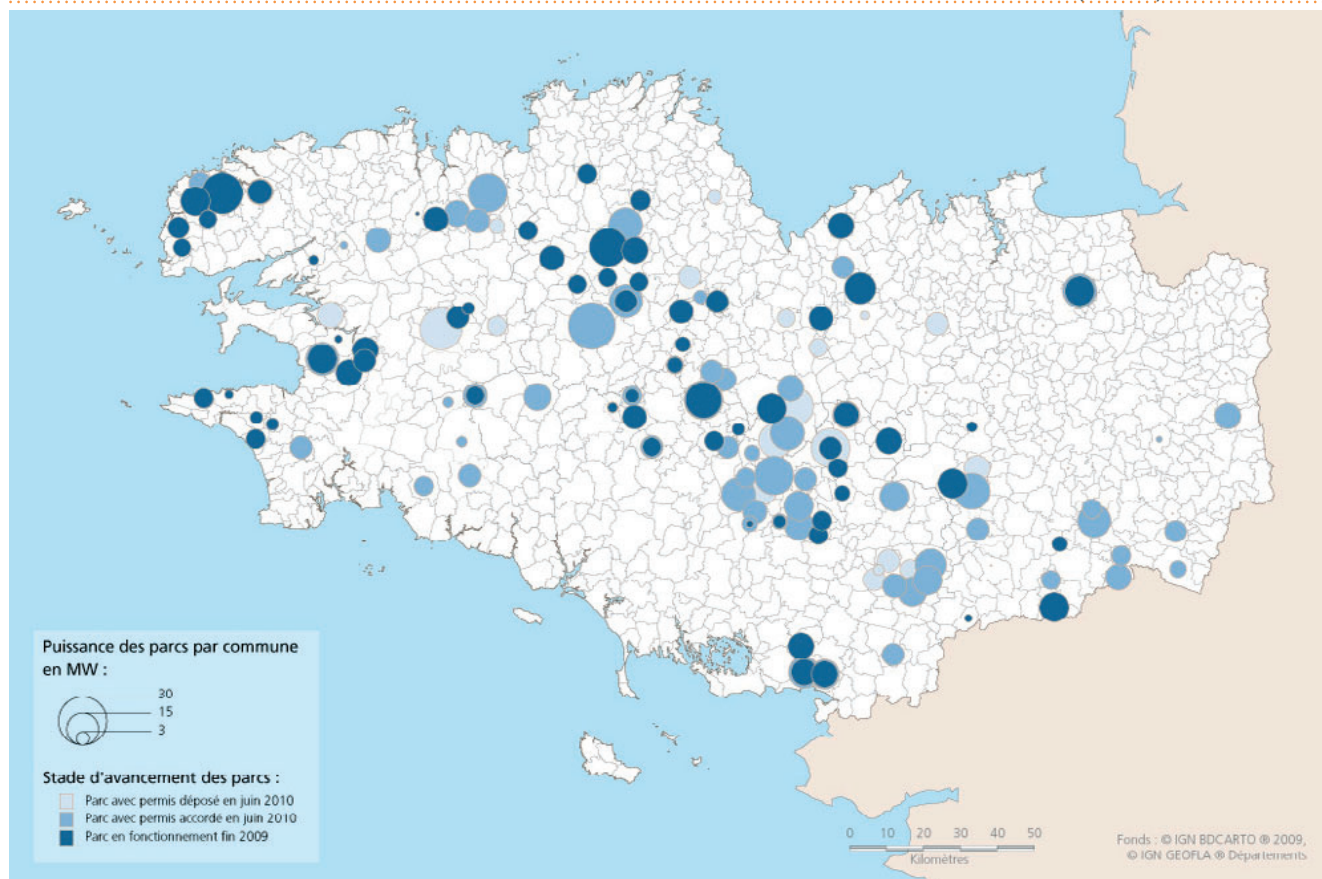 Puissance des parcs par commune
en MW :
30
15
3
Stade d'avancement des parcs :
Parc avec permis déposé en juin 2010
Parc avec permis accordé en juin 2010
Parc en fonctionnement fin 2009
0 10 20 30 40 50
Kilomètres
Fonds : © IGN BDCARTO ® 2009,
© IGN GEOFLA ® Départements